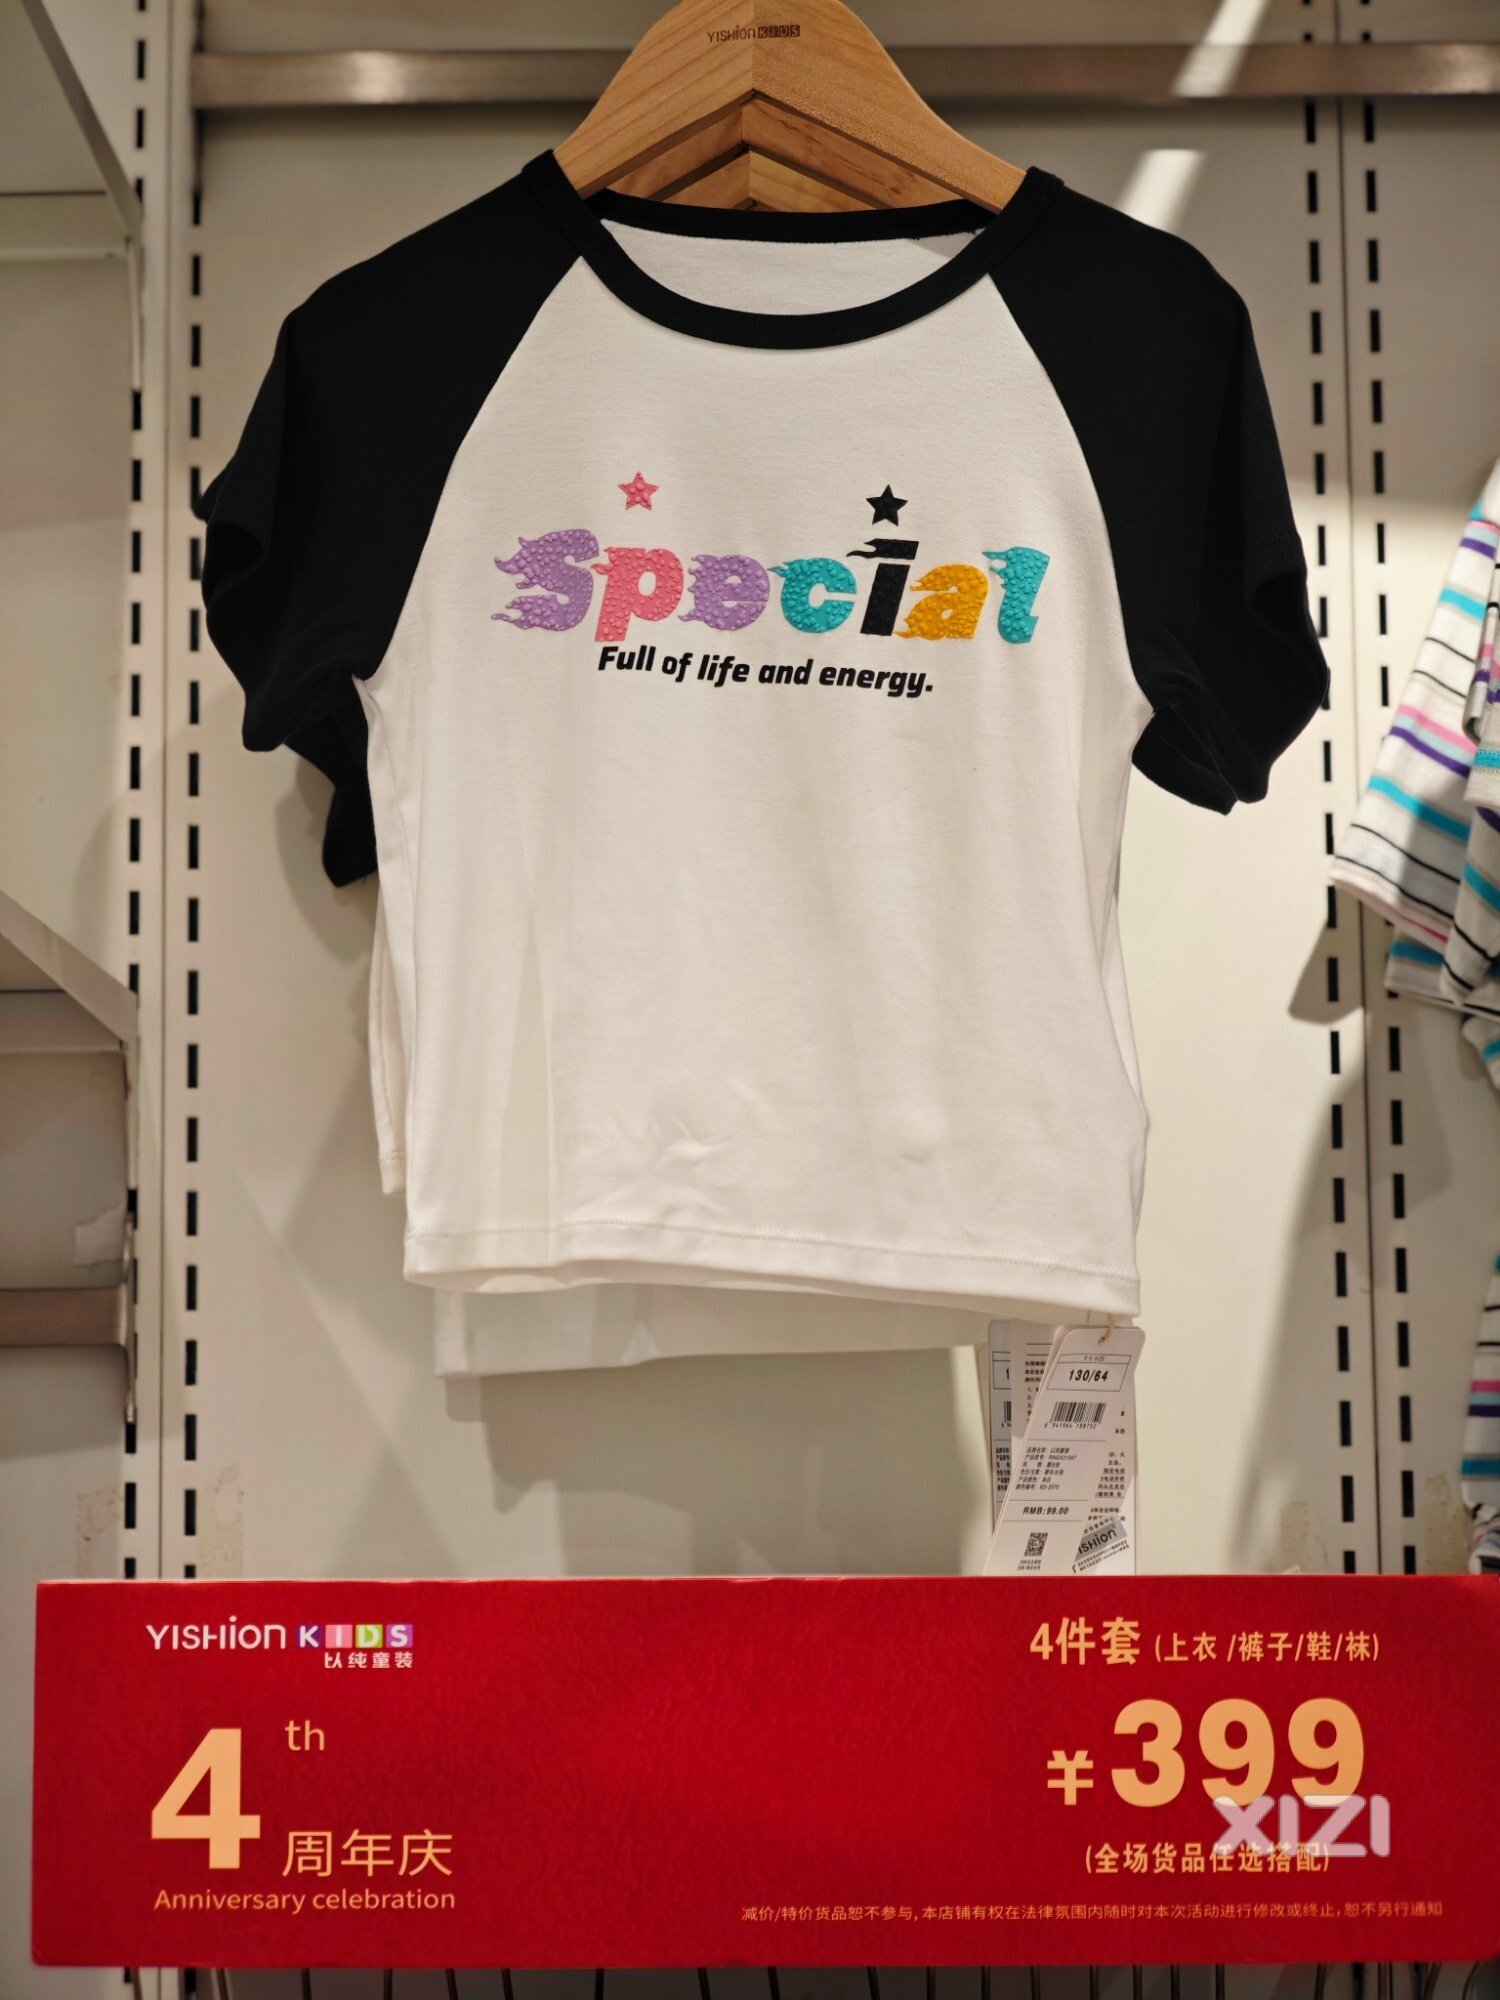 YISHION KIDS
Special
Full of life and energy.
130/64
6 941964 188752
RMB: 99.00
YISHION
YISHION KIDS
以纯童装
4th
周年庆
Anniversary celebration
4件套 (上衣 /裤子/鞋/袜)
¥399
(全场货品任选搭配)
减价/特价货品恕不参与, 本店铺有权在法律氛围内随时对本次活动进行修改或终止, 恕不另行通知
XIZI